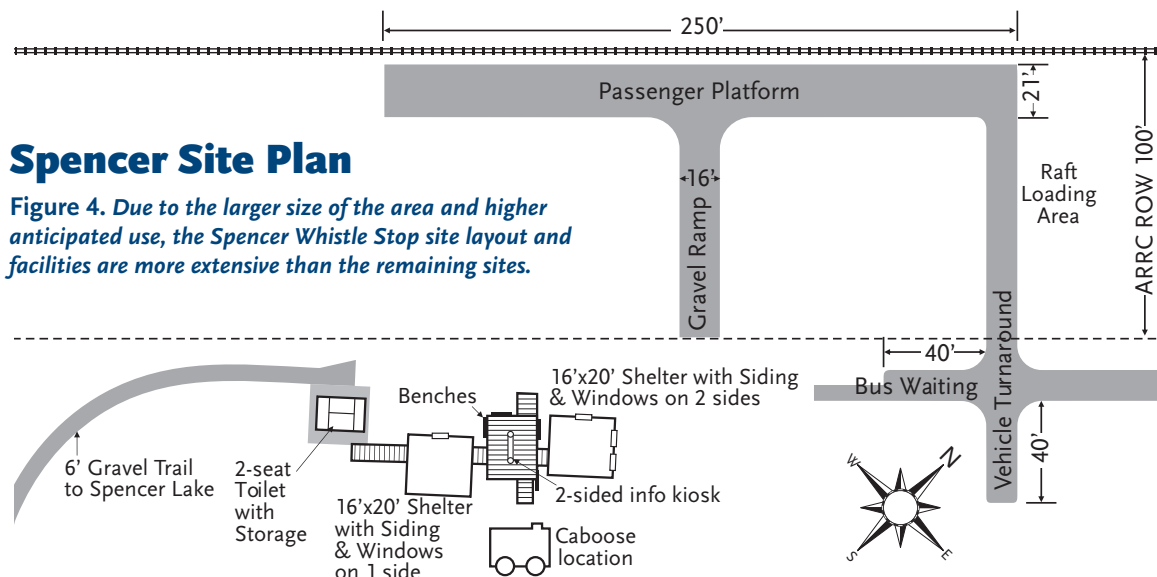 250'
Passenger Platform
21'
ARRC ROW 100'
Spencer Site Plan
Figure 4. Due to the larger size of the area and higher
anticipated use, the Spencer Whistle Stop site layout and
facilities are more extensive than the remaining sites.
16'
Gravel Ramp
Raft
Loading
Area
40'
Bus Waiting
Vehicle Turnaround
40'
16'x20' Shelter with Siding
& Windows on 2 sides
Benches
6' Gravel Trail
to Spencer Lake
2-seat
Toilet
with
Storage
16'x20' Shelter
with Siding
& Windows
on 1 side
2-sided info kiosk
Caboose
location
W
N
S
E